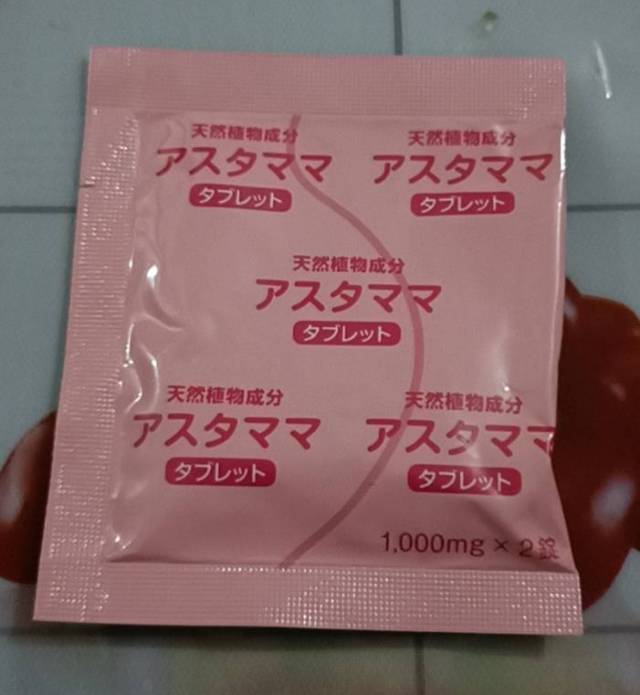 天然植物成分
アスタママ
タブレット
天然植物成分
アスタママ
タブレット
天然植物成分
アスタママ
タブレット
天然植物成分
アスタママ
タブレット
天然植物成分
アスタママ
タブレット
1,000mg × 2錠